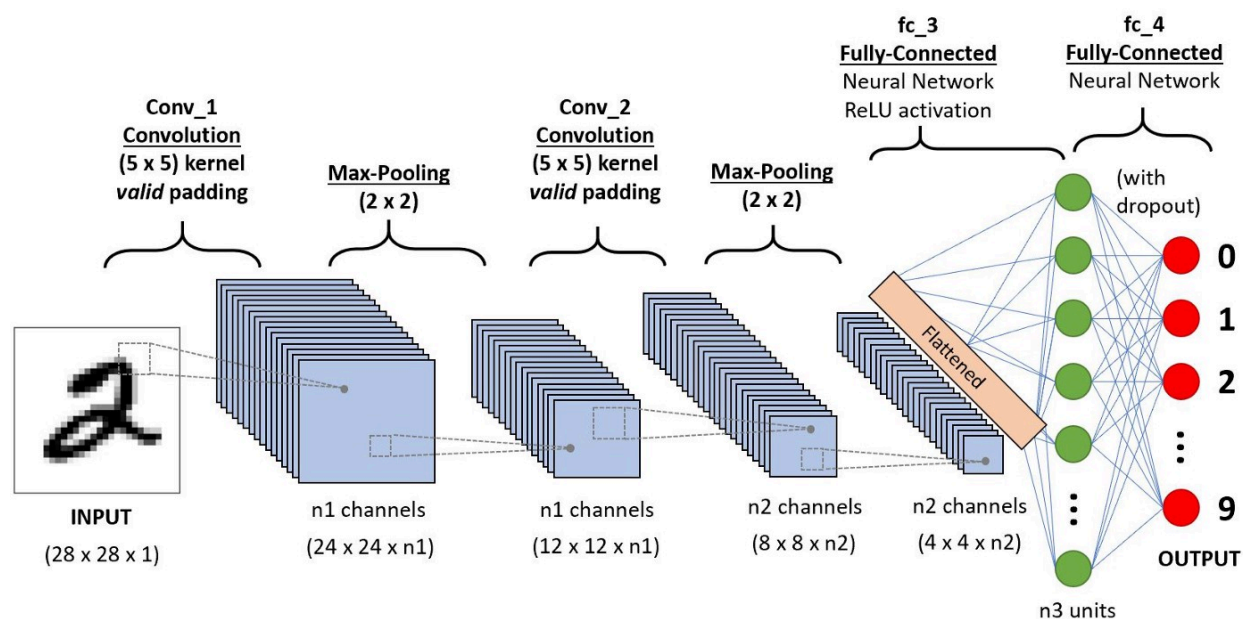 Conv_1
Convolution
(5 x 5) kernel
valid padding
Max-Pooling
(2 x 2)
Conv_2
Convolution
(5 x 5) kernel
valid padding
Max-Pooling
(2 x 2)
fc_3
Fully-Connected
Neural Network
ReLU activation
fc_4
Fully-Connected
Neural Network
(with
dropout)
Flattened
0
1
2
9
OUTPUT
2
INPUT
(28 x 28 x 1)
n1 channels
(24 x 24 x n1)
n1 channels
(12 x 12 x n1)
n2 channels
(8 x 8 x n2)
n2 channels
(4 x 4 x n2)
n3 units